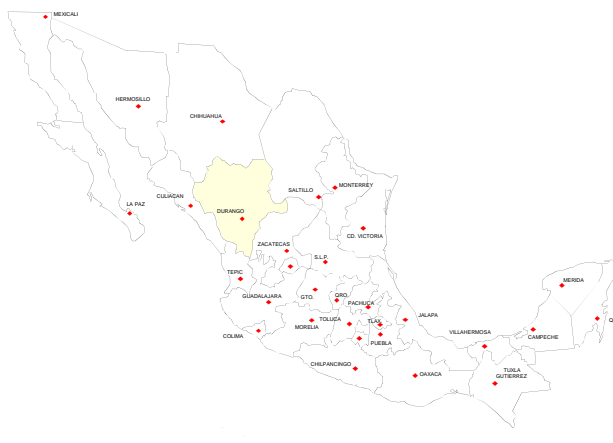 MEXICALI
HERMOSILLO
CHIHUAHUA
LA PAZ
CULIACAN
DURANGO
SALTILLO
MONTERREY
CD. VICTORIA
ZACATECAS
S.L.P.
TEPIC
GUADALAJARA
GTO.
QRO.
PACHUCA
COLIMA
MORELIA
TOLUCA
TLAX.
PUEBLA
JALAPA
CHILPANCINGO
OAXACA
VILLAHERMOSA
TUXLA
GUTIERREZ
CAMPECHE
MERIDA